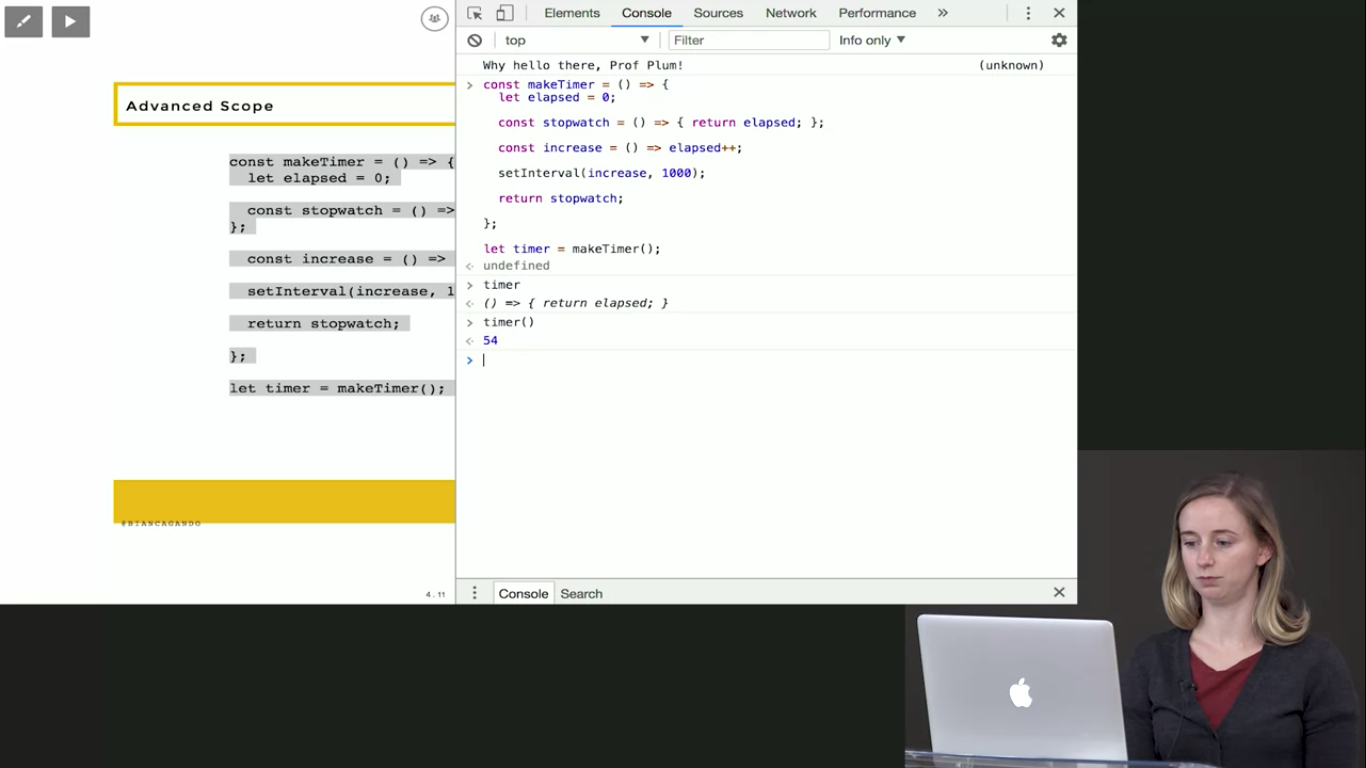 Elements Console Sources Network Performance »
top Filter Info only
Why hello there, Prof Plum! (unknown)
Advanced Scope
const makeTimer = () => {
let elapsed = 0;
const stopwatch = () =>
};
const increase = () =>
setInterval(increase, 1
return stopwatch;
};
let timer = makeTimer();
#BIANCAGANDO
4.11
> const makeTimer = () => {
let elapsed = 0;
const stopwatch = () => { return elapsed; };
const increase = () => elapsed++;
setInterval(increase, 1000);
return stopwatch;
};
let timer = makeTimer();
undefined
> timer
() => { return elapsed; }
> timer()
54
>
Console Search